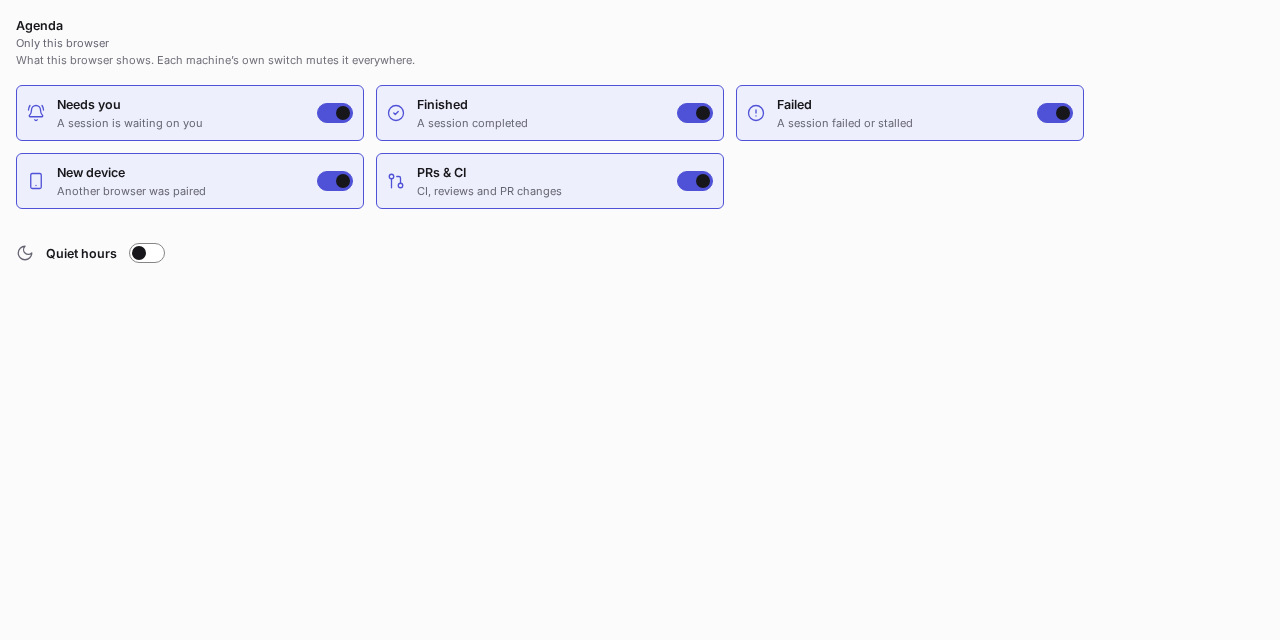 Agenda
Only this browser
What this browser shows. Each machine's own switch mutes it everywhere.
Needs you
A session is waiting on you
Finished
A session completed
Failed
A session failed or stalled
New device
Another browser was paired
PRs & CI
CI, reviews and PR changes
Quiet hours